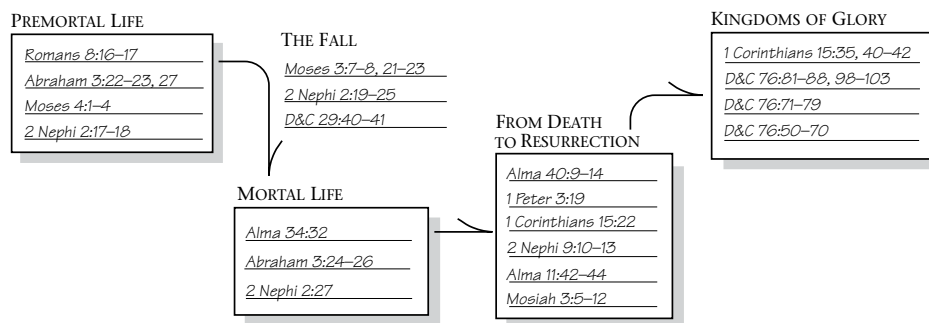 PREMORTAL LIFE
Romans 8:16–17
Abraham 3:22–23, 27
Moses 4:1–4
2 Nephi 2:17–18
THE FALL
Moses 3:7–8, 21–23
2 Nephi 2:19–25
D&C 29:40–41
MORTAL LIFE
Alma 34:32
Abraham 3:24–26
2 Nephi 2:27
FROM DEATH
TO RESURRECTION
Alma 40:9–14
1 Peter 3:19
1 Corinthians 15:22
2 Nephi 9:10–13
Alma 11:42–44
Mosiah 3:5–12
KINGDOMS OF GLORY
1 Corinthians 15:35, 40–42
D&C 76:81–88, 98–103
D&C 76:71–79
D&C 76:50–70